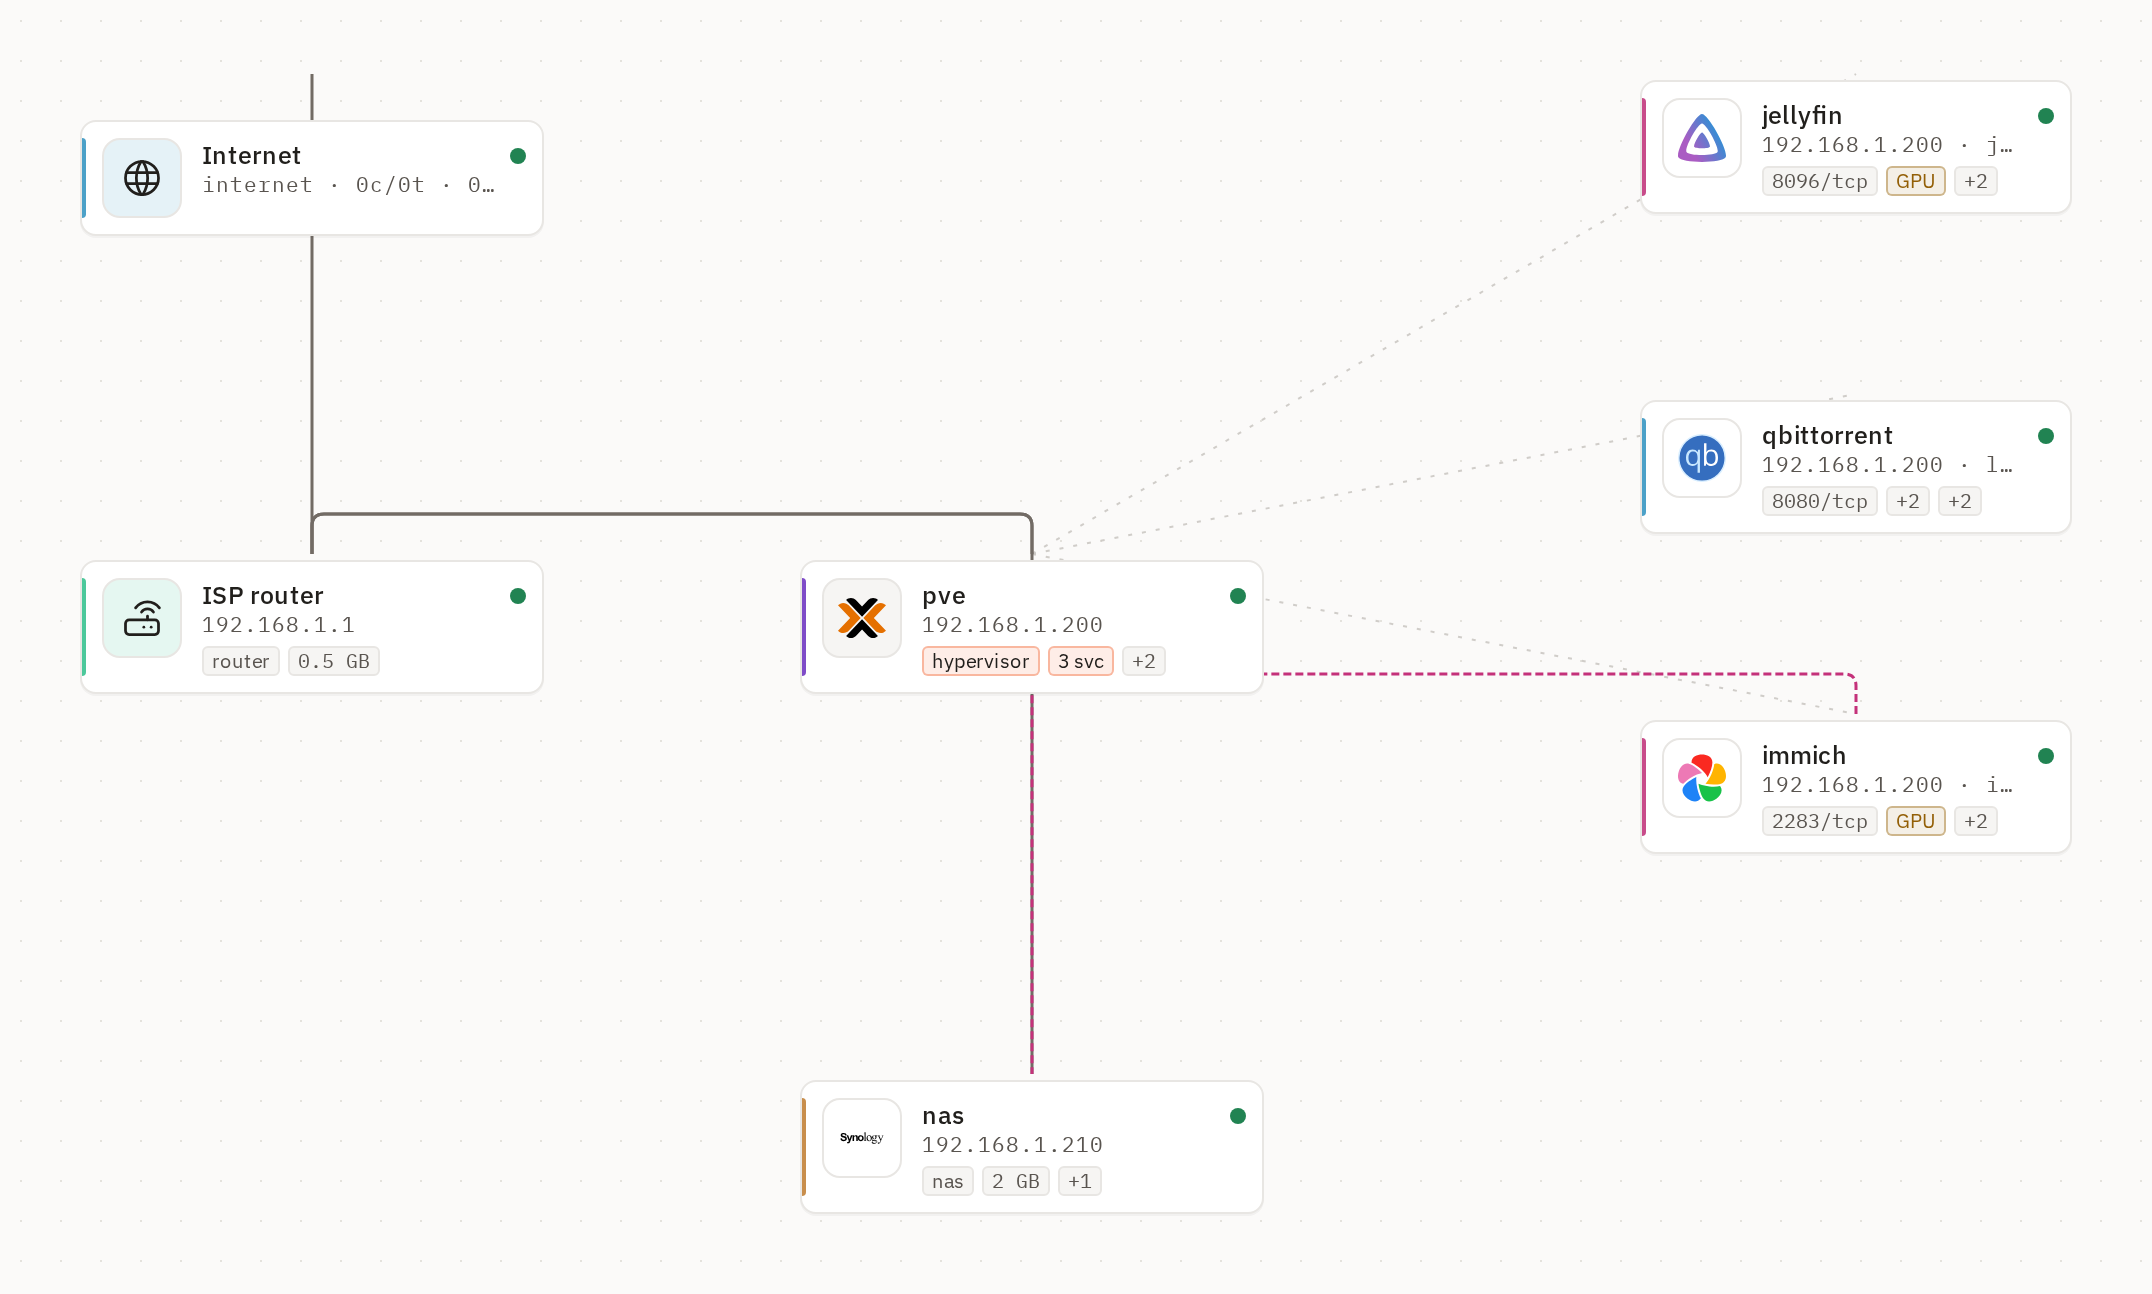 Internet
internet · 0c/0t · 0…
jellyfin
192.168.1.200 · j…
8096/tcp GPU +2
qb
qbittorrent
192.168.1.200 · l…
8080/tcp +2 +2
ISP router
192.168.1.1
router 0.5 GB
pve
192.168.1.200
hypervisor 3 svc +2
immich
192.168.1.200 · i…
2283/tcp GPU +2
Synology
nas
192.168.1.210
nas 2 GB +1